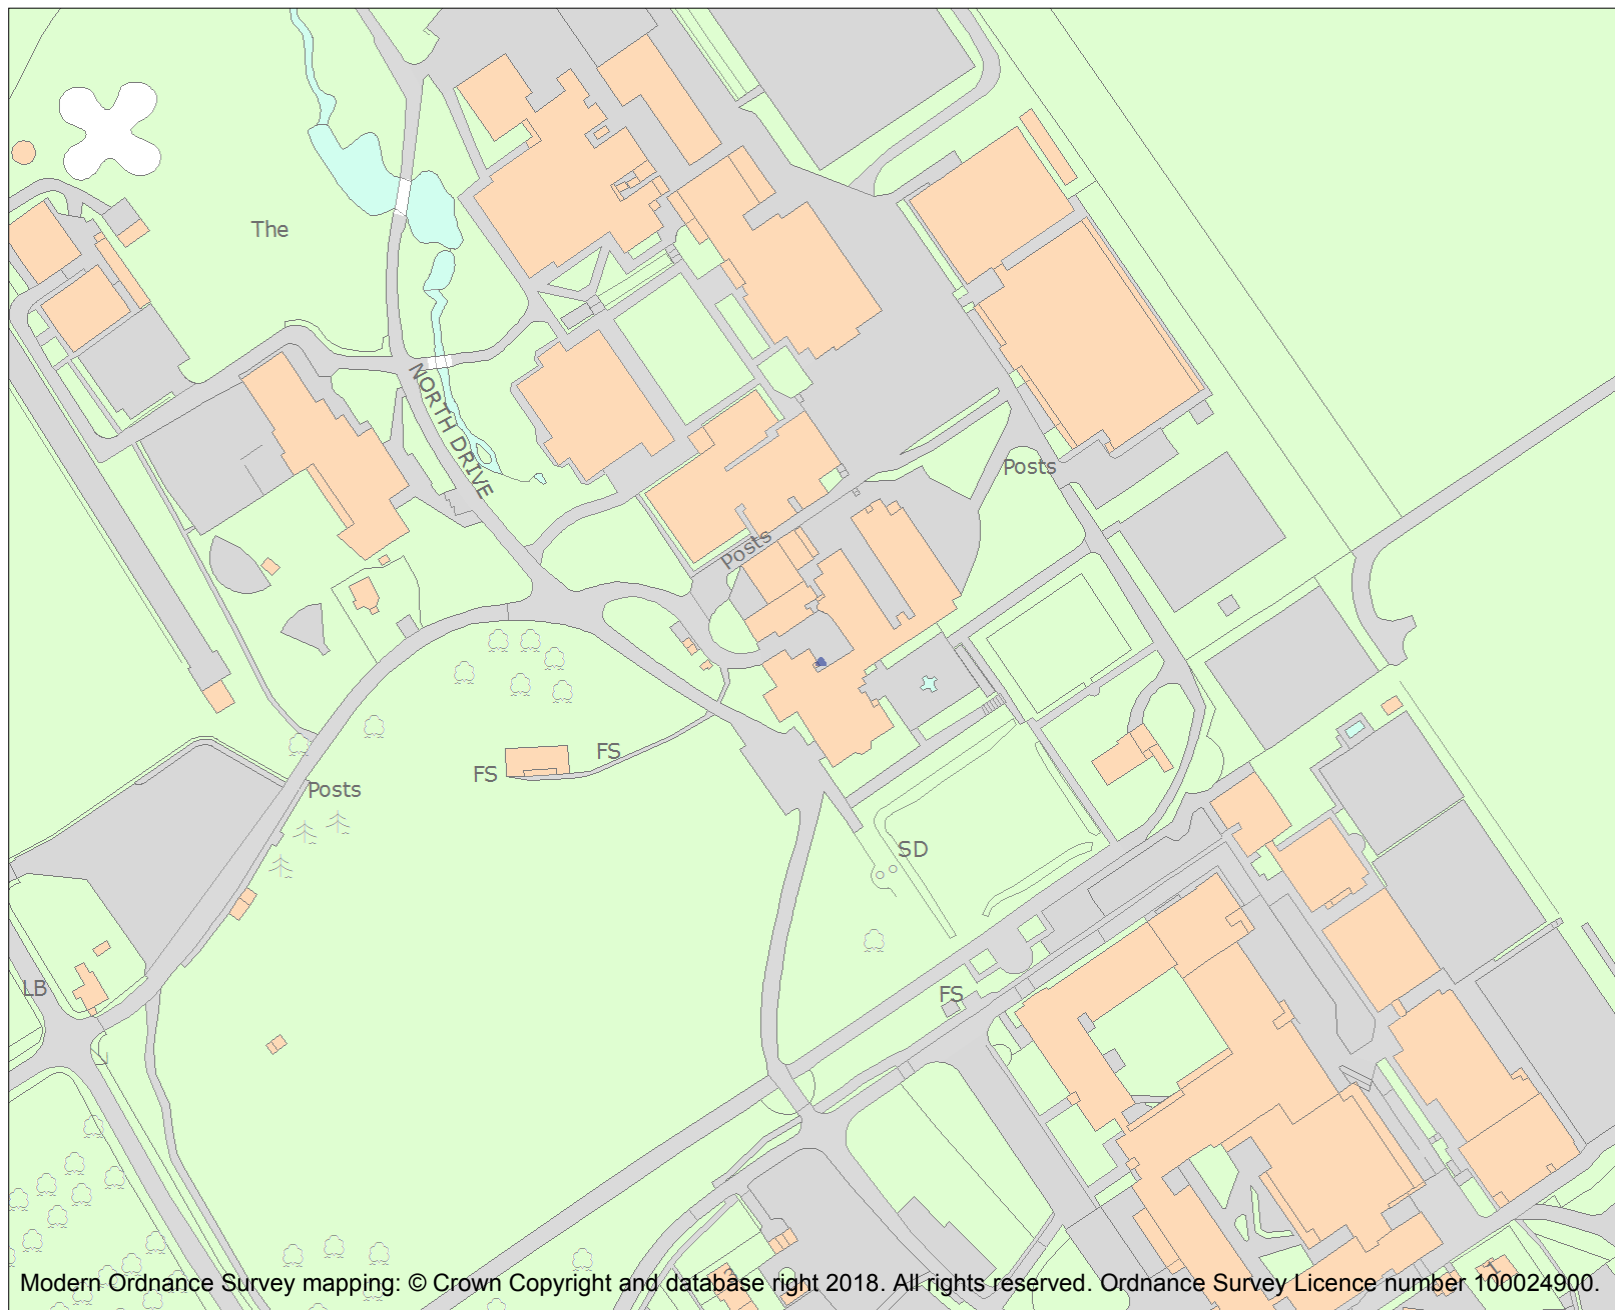 The
NORTH DRIVE
Posts
Posts
FS
FS
Posts
SD
LB
FS
Modern Ordnance Survey mapping: © Crown Copyright and database right 2018. All rights reserved. Ordnance Survey Licence number 100024900.